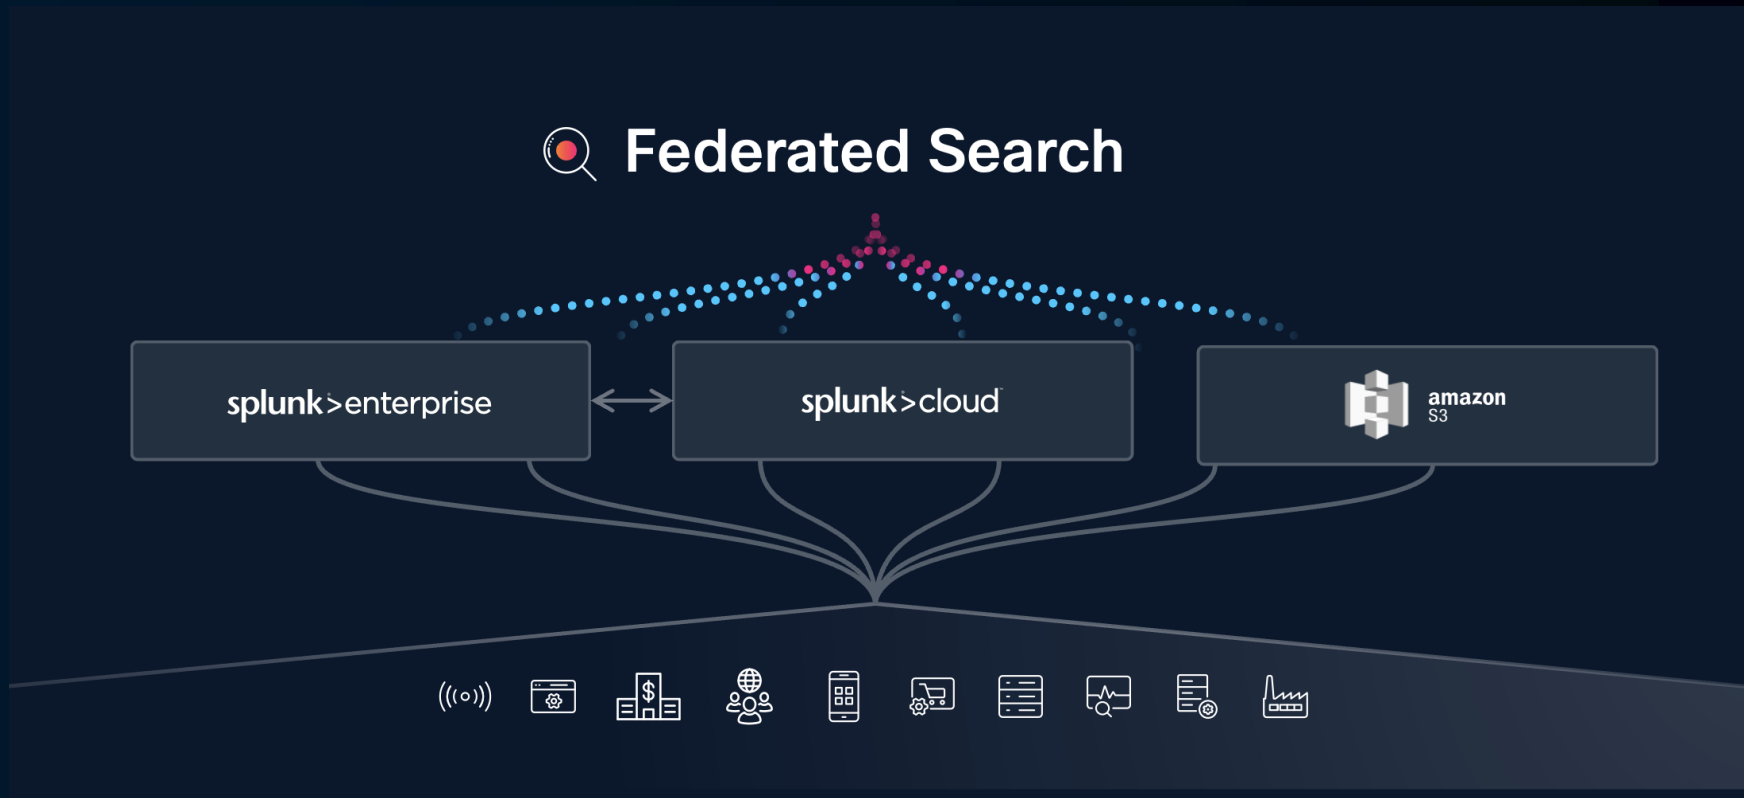 Federated Search
splunk>enterprise
splunk>cloud
amazon
S3
$